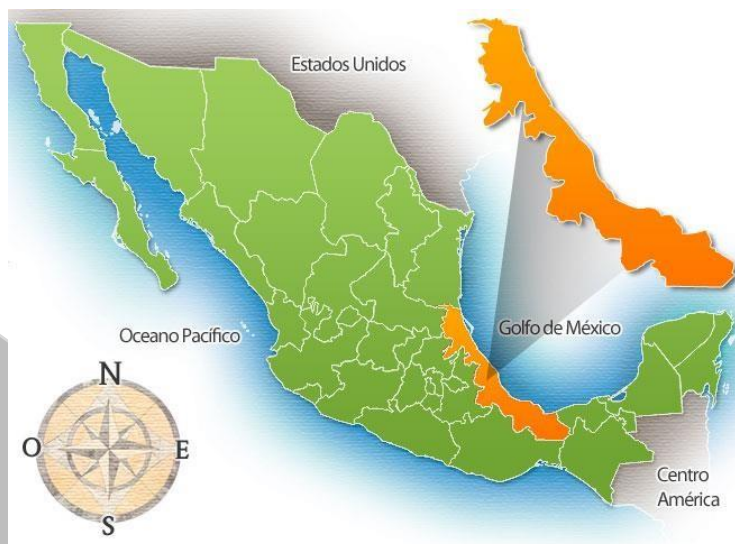 Estados Unidos
Golfo de México
Oceano Pacífico
N
O
E
S
Centro
América